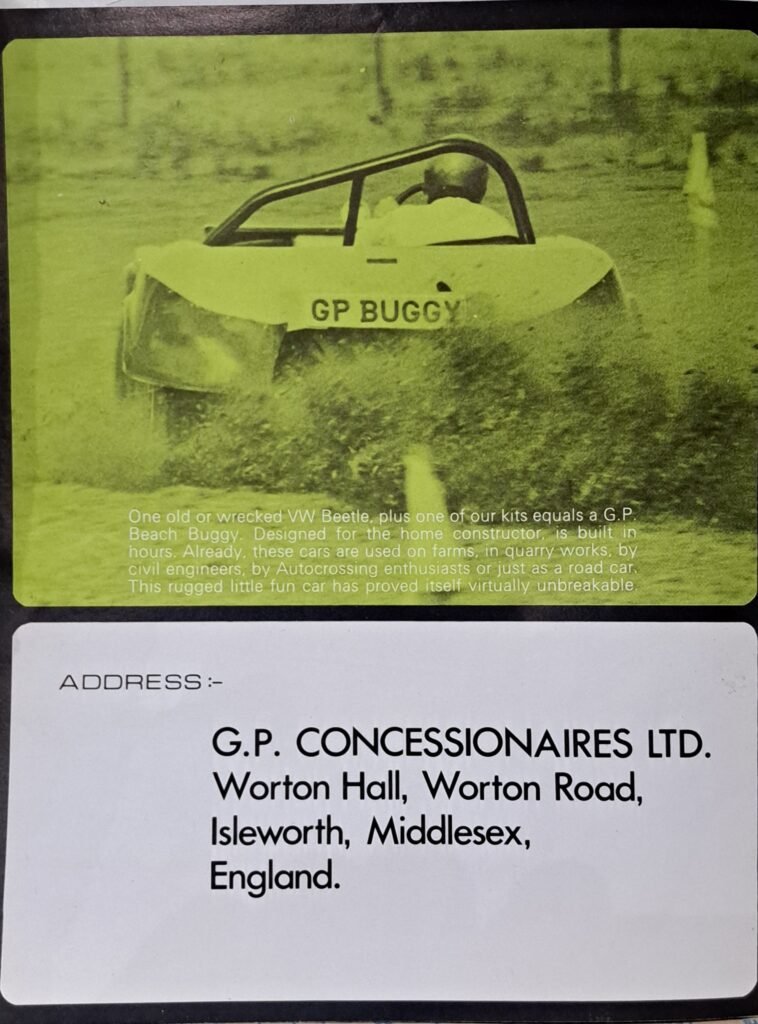 GP BUGGY
One old or wrecked VW Beetle, plus one of our kits equals a G.P.
Beach Buggy. Designed for the home constructor, is built in
hours. Already, these cars are used on farms, in quarry works, by
civil engineers, by Autocrossing enthusiasts or just as a road car.
This rugged little fun car has proved itself virtually unbreakable.
ADDRESS:-
G.P. CONCESSIONAIRES LTD.
Worton Hall, Worton Road,
Isleworth, Middlesex,
England.